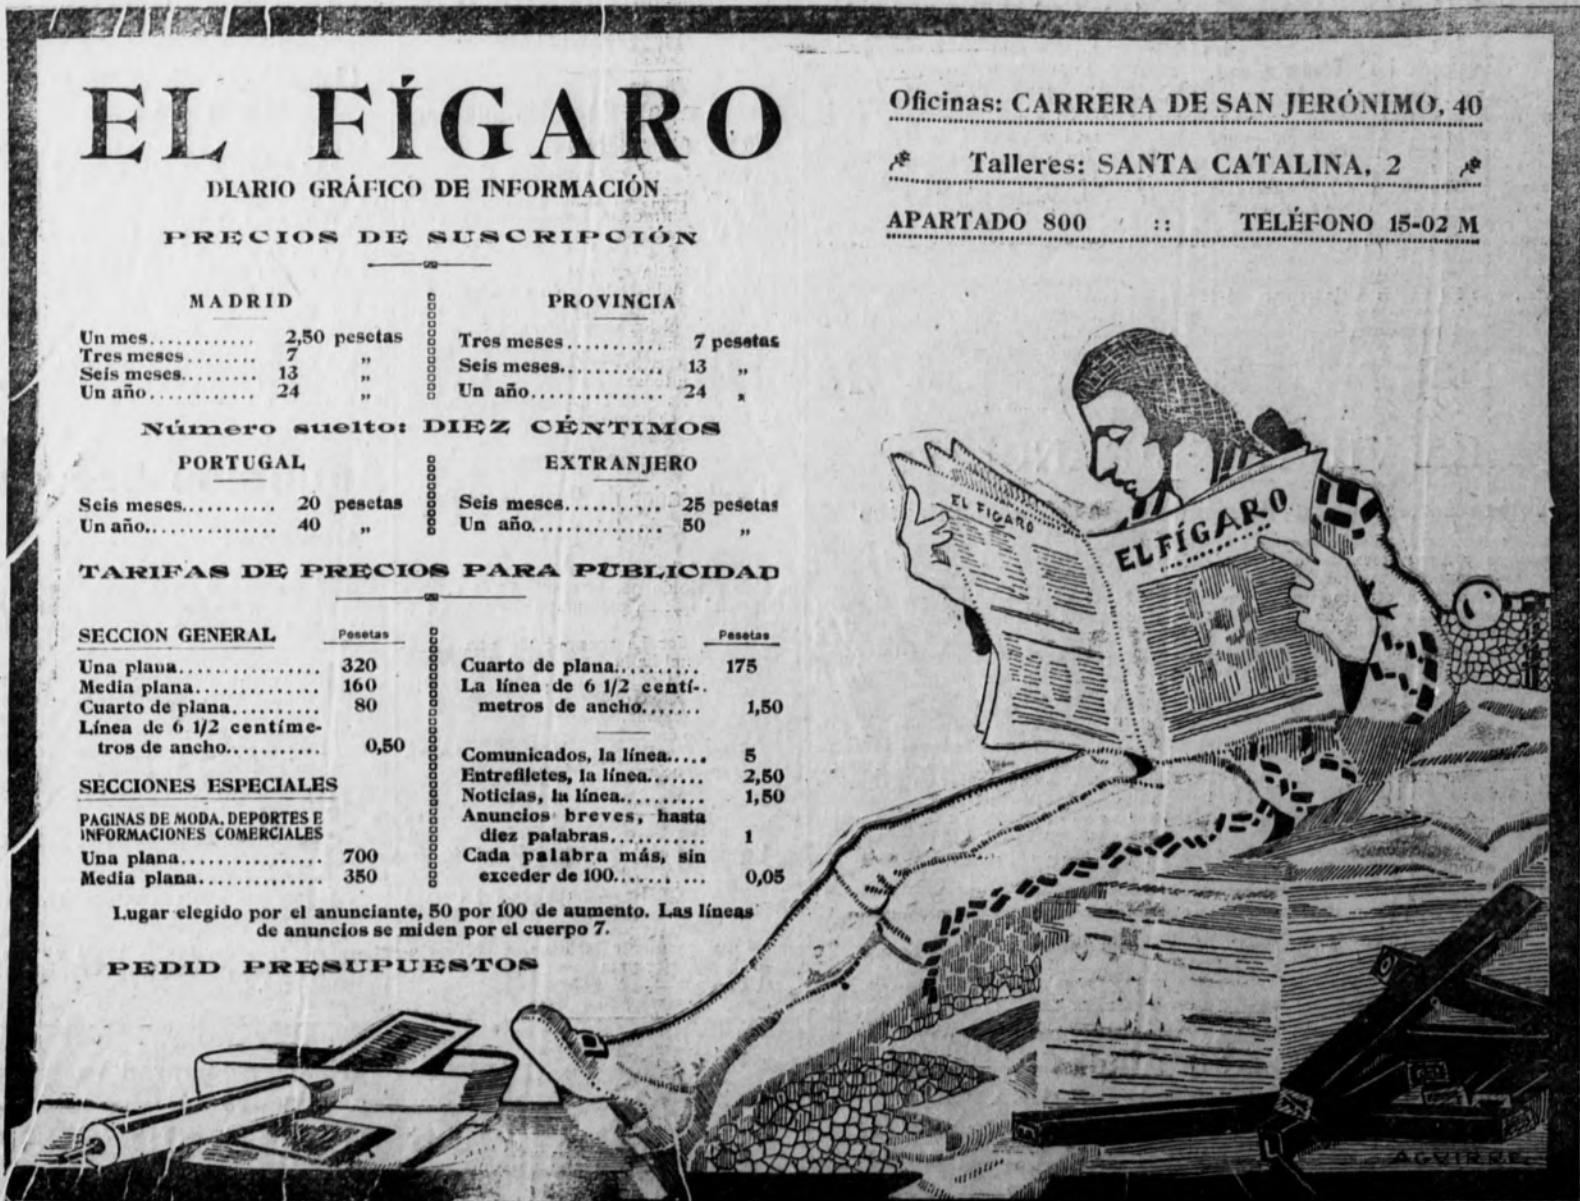 EL FÍGARO
DIARIO GRÁFICO DE INFORMACIÓN
PRECIOS DE SUSCRIPCIÓN
MADRID
Un mes............ 2,50 pesetas
Tres meses........ 7 „
Seis meses......... 13 „
Un año............ 24 „
PROVINCIA
Tres meses........... 7 pesetas
Seis meses............ 13 „
Un año............... 24 „
Número suelto: DIEZ CÉNTIMOS
PORTUGAL
Seis meses........... 20 pesetas
Un año.............. 40 „
EXTRANJERO
Seis meses........... 25 pesetas
Un año.............. 50 „
TARIFAS DE PRECIOS PARA PUBLICIDAD
SECCION GENERAL Pesetas
Una plana............... 320
Media plana............. 160
Cuarto de plana.......... 80
Línea de 6 1/2 centíme-
tros de ancho........... 0,50
SECCIONES ESPECIALES
PAGINAS DE MODA, DEPORTES E
INFORMACIONES COMERCIALES
Una plana............... 700
Media plana............. 350
Pesetas
Cuarto de plana.......... 175
La línea de 6 1/2 centí-
metros de ancho....... 1,50
Comunicados, la línea..... 5
Entrefiletes, la línea....... 2,50
Noticias, la línea.......... 1,50
Anuncios breves, hasta
diez palabras........... 1
Cada palabra más, sin
exceder de 100.......... 0,05
Lugar elegido por el anunciante, 50 por 100 de aumento. Las líneas
de anuncios se miden por el cuerpo 7.
PEDID PRESUPUESTOS
Oficinas: CARRERA DE SAN JERÓNIMO, 40
Talleres: SANTA CATALINA, 2
APARTADO 800 :: TELÉFONO 15-02 M
EL FIGARO
EL FÍGARO
AGUIRRE.